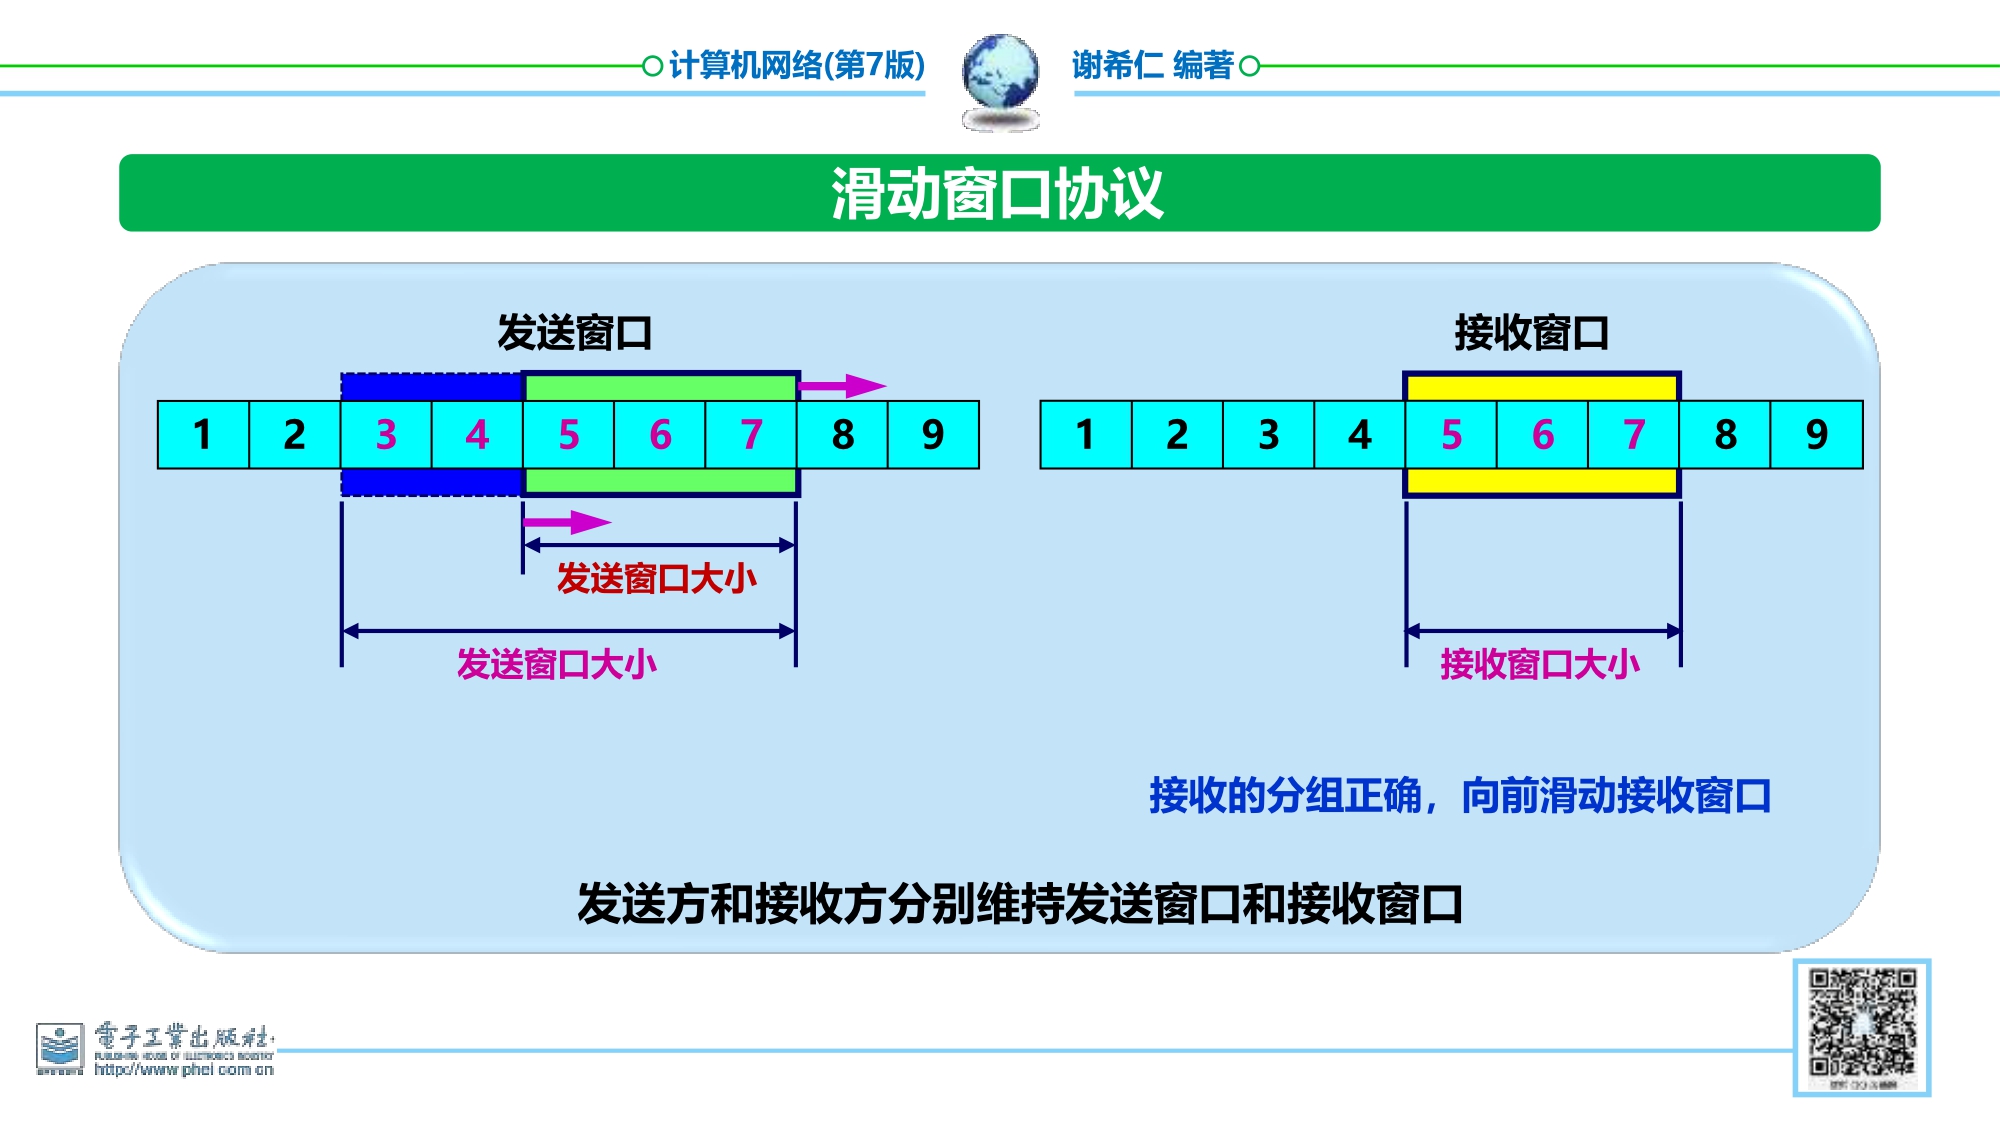 计算机网络(第7版) 谢希仁 编著
滑动窗口协议
发送窗口 接收窗口
1 2 3 4 5 6 7 8 9 1 2 3 4 5 6 7 8 9
发送窗口大小
发送窗口大小 接收窗口大小
接收的分组正确，向前滑动接收窗口
发送方和接收方分别维持发送窗口和接收窗口
電子工業出版社
PUBLISHING HOUSE OF ELECTRONICS INDUSTRY
http://www.phei.com.cn